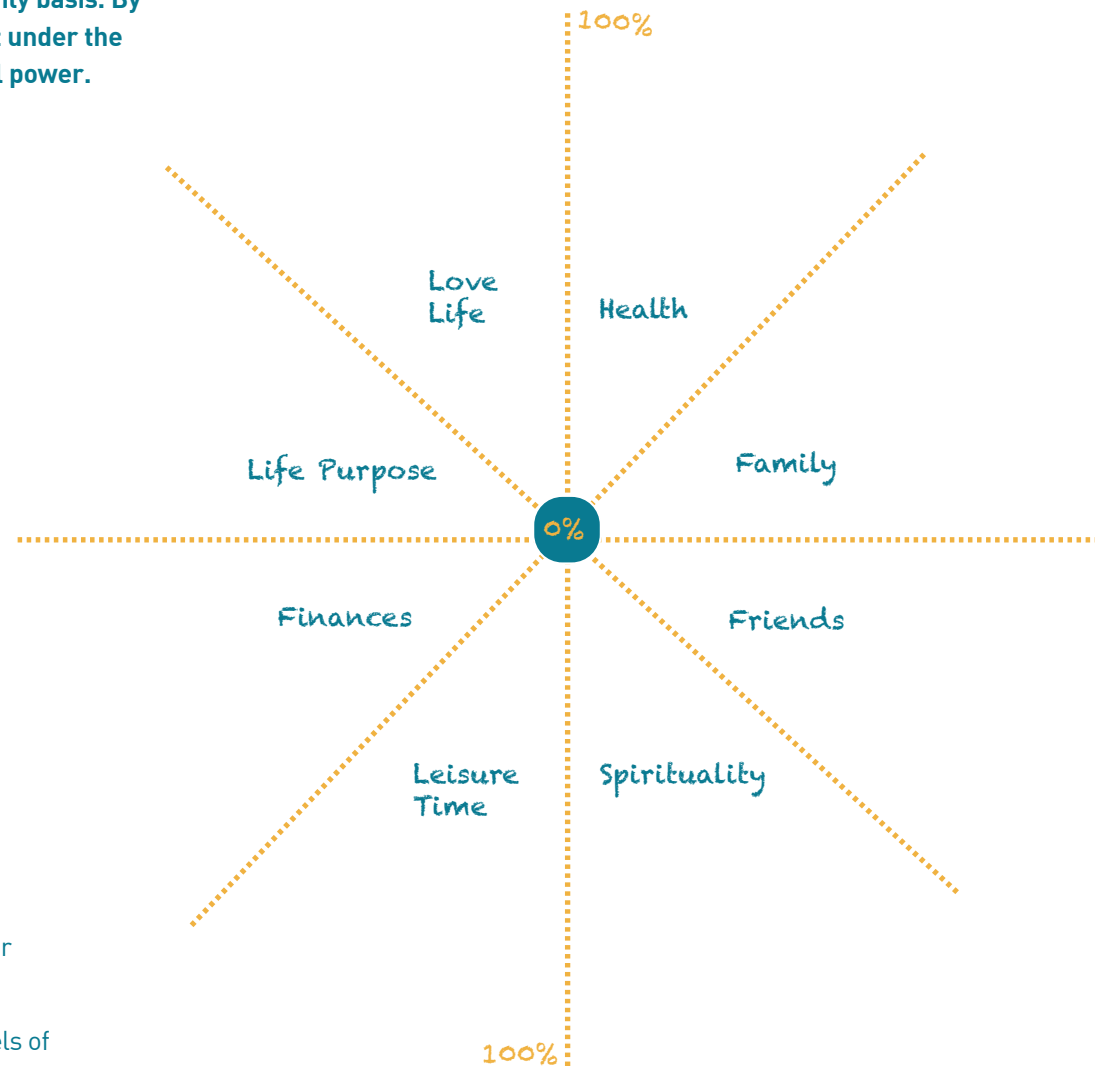 ily basis. By
under the
power.
100%
Love
Life
Health
Life Purpose
Family
0%
Finances
Friends
Leisure
Time
Spirituality
r
els of
100%